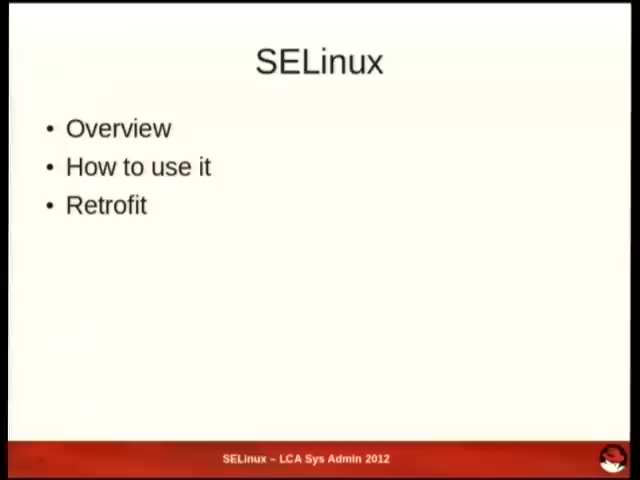 SELinux
• Overview
• How to use it
• Retrofit
SELinux – LCA Sys Admin 2012